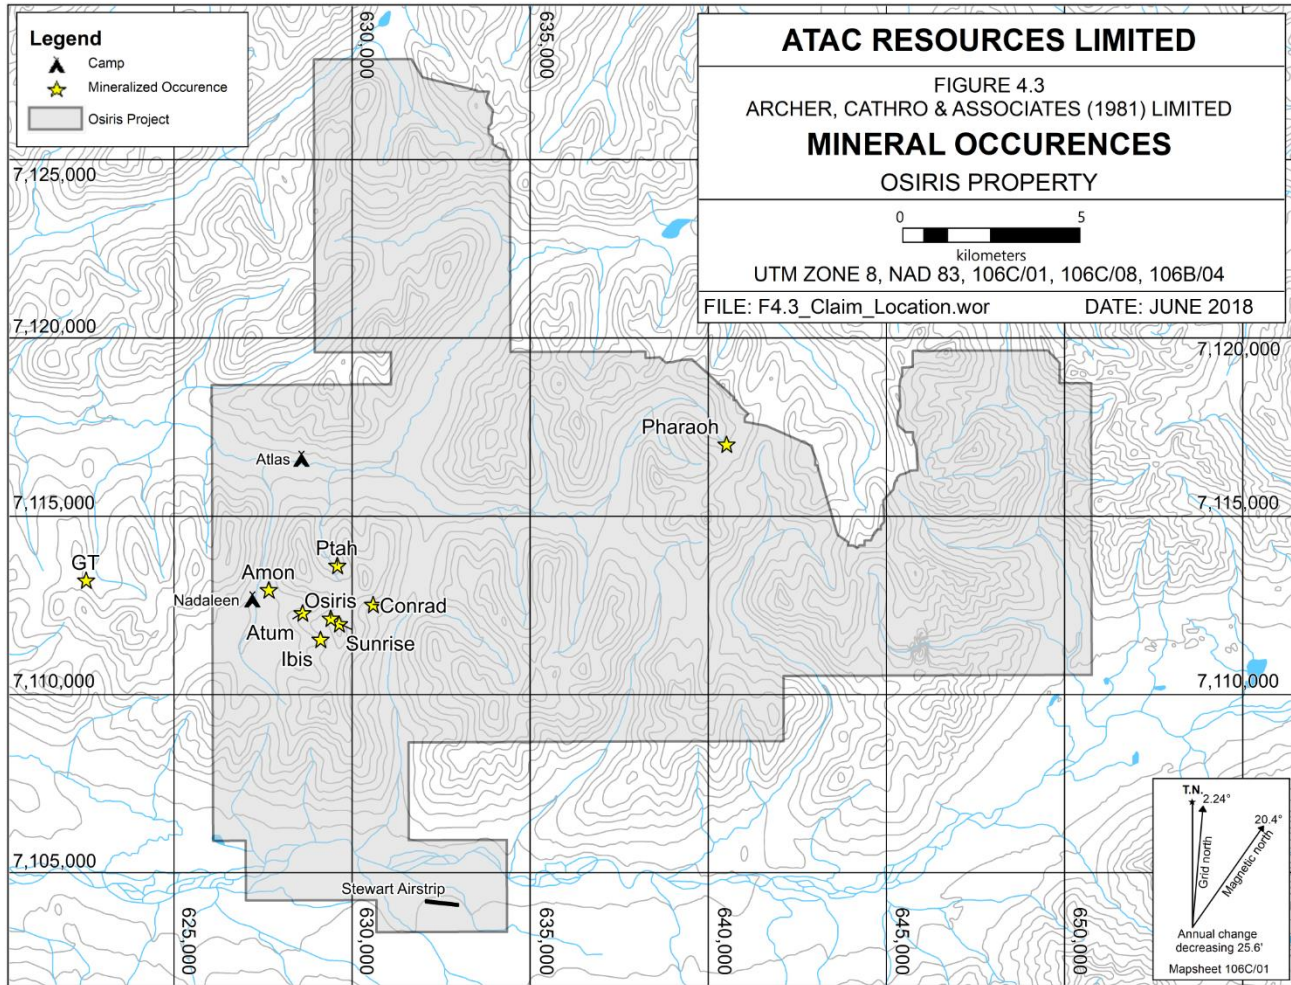 Legend
Camp
Mineralized Occurence
Osiris Project
630,000
635,000
ATAC RESOURCES LIMITED
FIGURE 4.3
ARCHER, CATHRO & ASSOCIATES (1981) LIMITED
MINERAL OCCURENCES
OSIRIS PROPERTY
0 5
kilometers
UTM ZONE 8, NAD 83, 106C/01, 106C/08, 106B/04
FILE: F4.3_Claim_Location.wor DATE: JUNE 2018
7,125,000
7,120,000
7,120,000
Pharaoh
Atlas
7,115,000
7,115,000
Ptah
GT
Amon
Nadaleen
Osiris
Conrad
Atum
Sunrise
Ibis
7,110,000
7,110,000
T.N.
2.24°
20.4°
Grid north
Magnetic north
7,105,000
Stewart Airstrip
625,000
630,000
635,000
640,000
645,000
650,000
Annual change
decreasing 25.6'
Mapsheet 106C/01